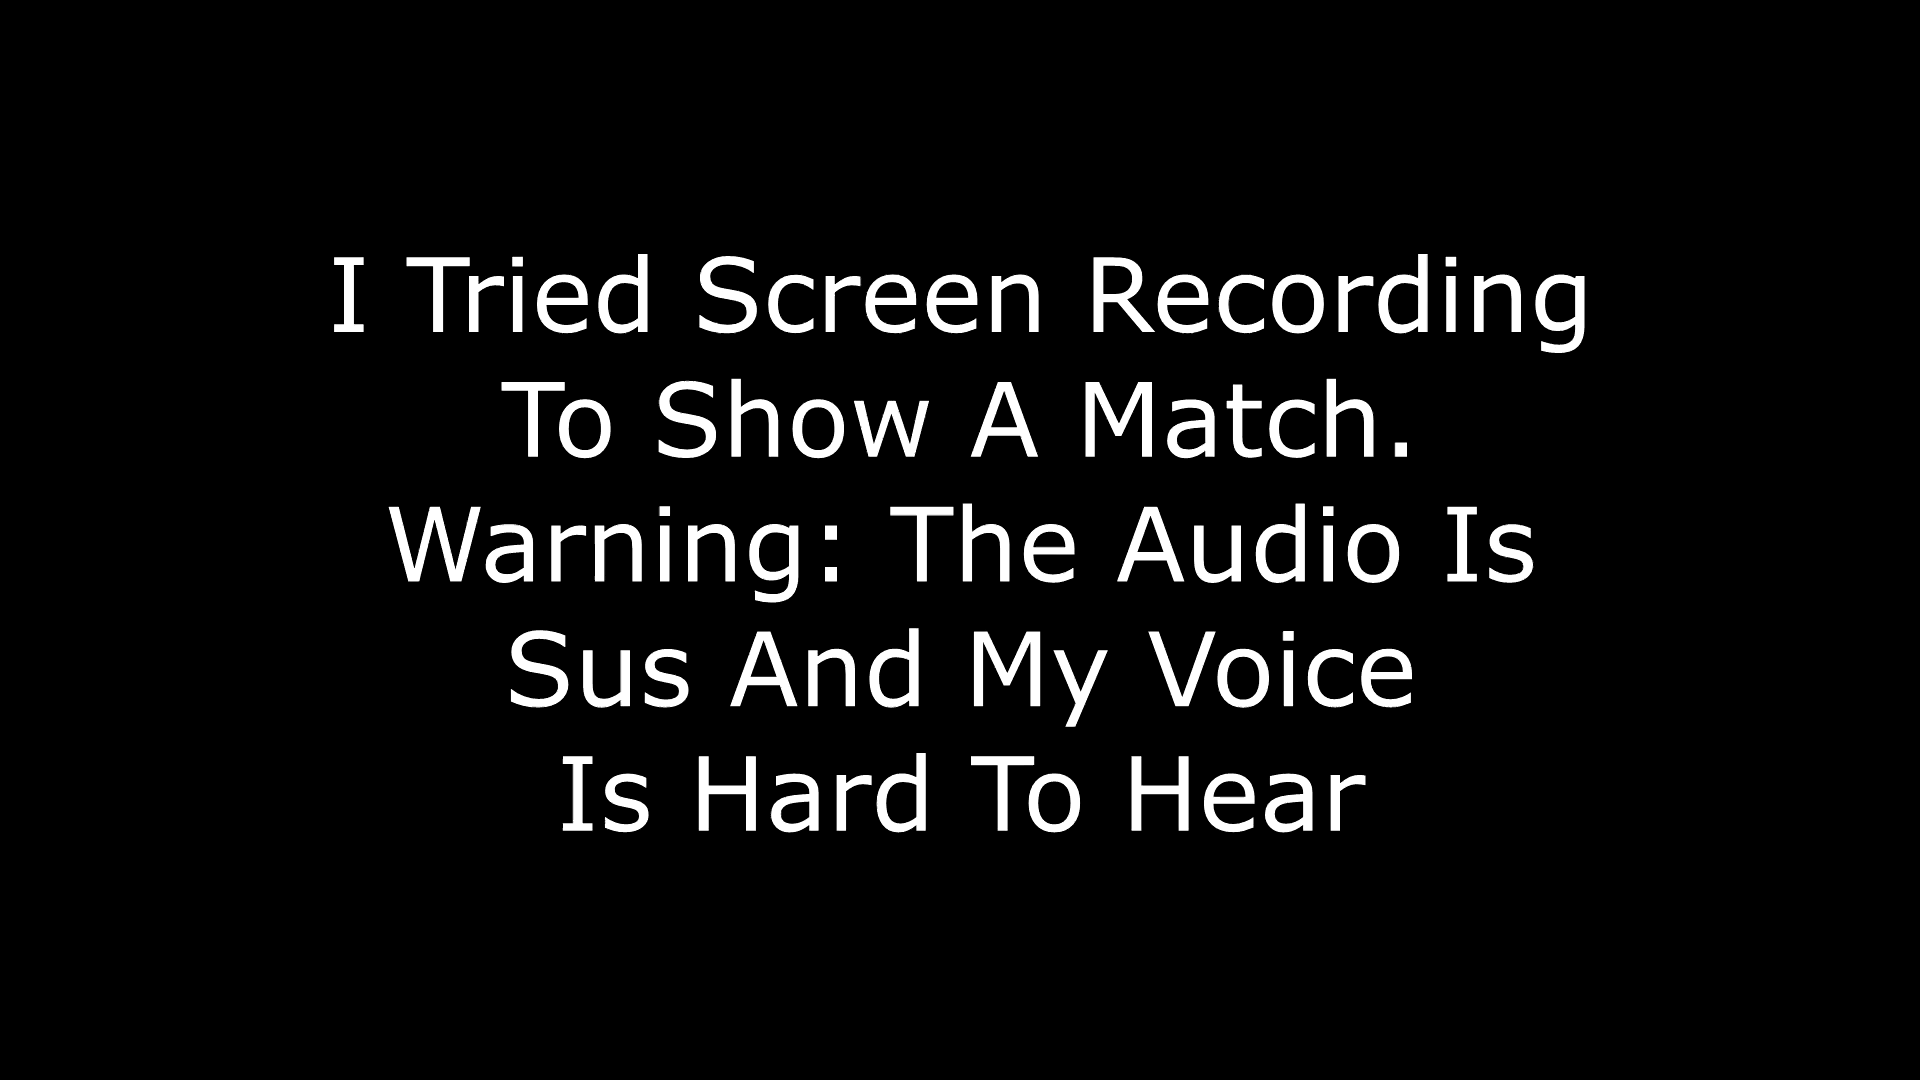 I Tried Screen Recording
To Show A Match.
Warning: The Audio Is
Sus And My Voice
Is Hard To Hear